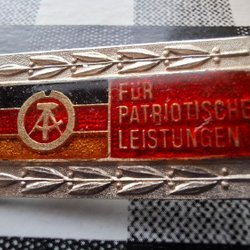 FÜR
PATRIOTISCHE
LEISTUNGEN